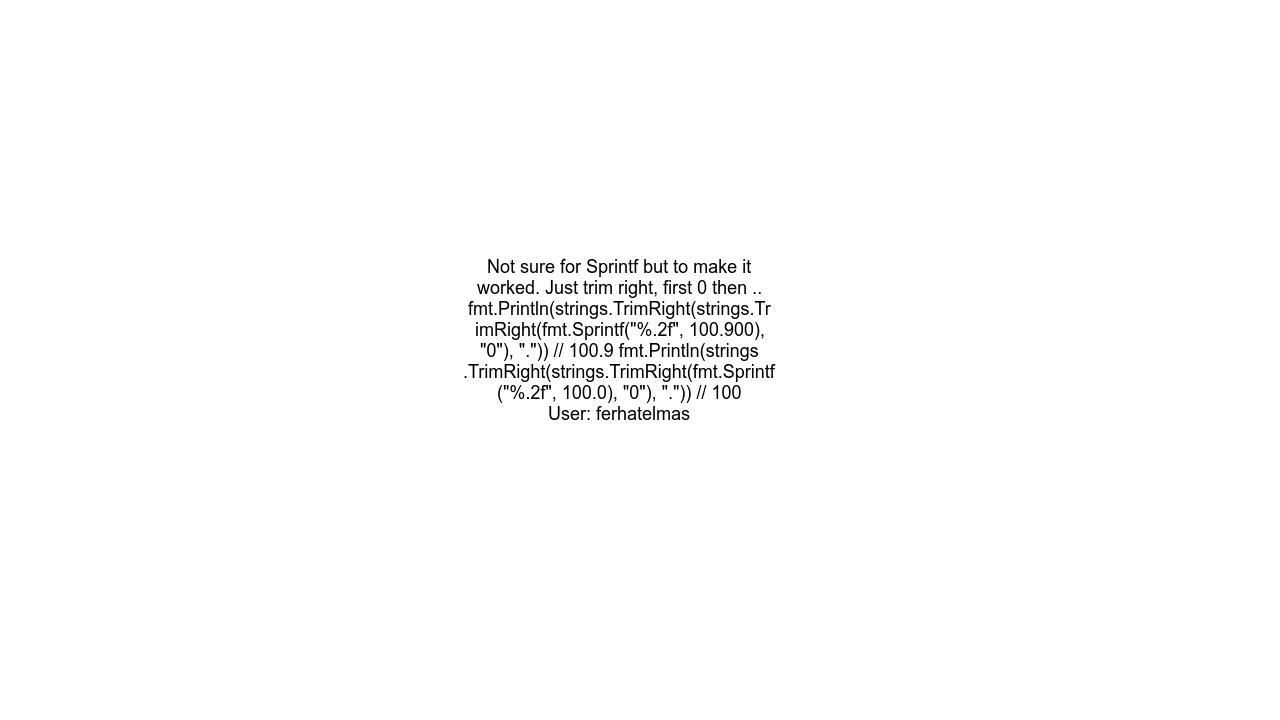 Not sure for Sprintf but to make it
worked. Just trim right, first 0 then ..
fmt.Println(strings.TrimRight(strings.Tr
imRight(fmt.Sprintf("%.2f", 100.900),
"0"), ".")) // 100.9 fmt.Println(strings
.TrimRight(strings.TrimRight(fmt.Sprintf
("%.2f", 100.0), "0"), ".")) // 100
User: ferhatelmas